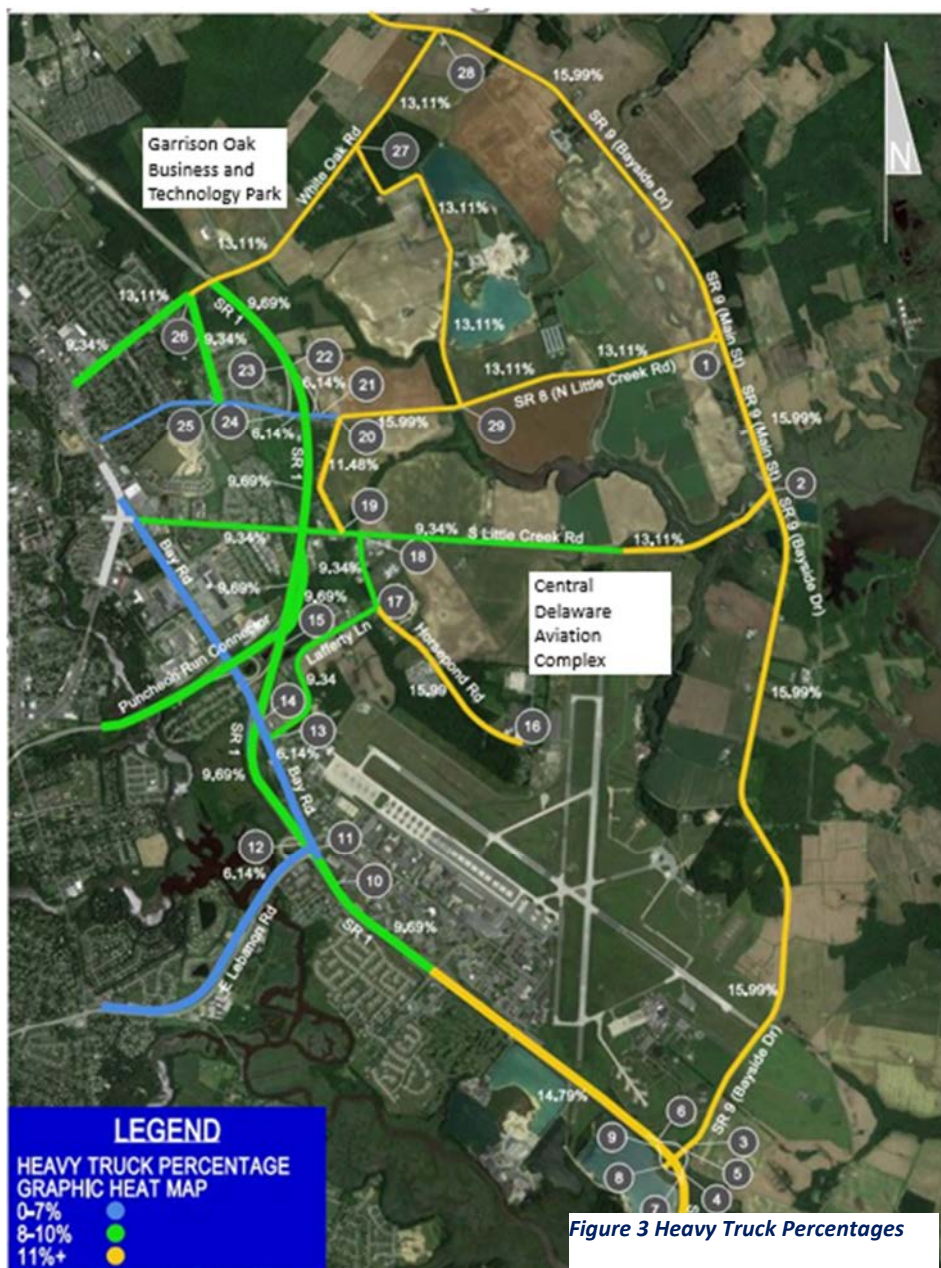 28
15.99%
13.11%
SR 9 (Bayside Dr)
Garrison Oak
Business and
Technology Park
27
White Oak Rd
N
13.11%
13.11%
13.11%
9.69%
SR 1
SR 9 (Main St)
13.11%
9.34%
26
9.34%
23
22
6.14%
21
13.11%
13.11%
13.11%
SR 8 (N Little Creek Rd)
1
25
24
6.14%
20
15.99%
29
SR 9 (Main St)
15.99%
SR 1
9.69%
11.48%
2
19
Bay Rd
9.34%
9.34%
S Little Creek Rd
13.11%
SR 9 (Bayside Dr)
18
9.34%
9.69%
9.69%
Central
Delaware
Aviation
Complex
17
15
Puncheon Run Connector
Lafferty Ln
Horsepond Rd
9.34
15.99
15.99%
14
13
16
SR 1
6.14%
9.69%
Bay Rd
12
11
6.14%
10
E Lebanga Rd
SR 1
9.69%
15.99%
SR 9 (Bayside Dr)
14.79%
6
9
3
8
5
7
4
LEGEND
HEAVY TRUCK PERCENTAGE
GRAPHIC HEAT MAP
0-7%
8-10%
11%+
Figure 3 Heavy Truck Percentages